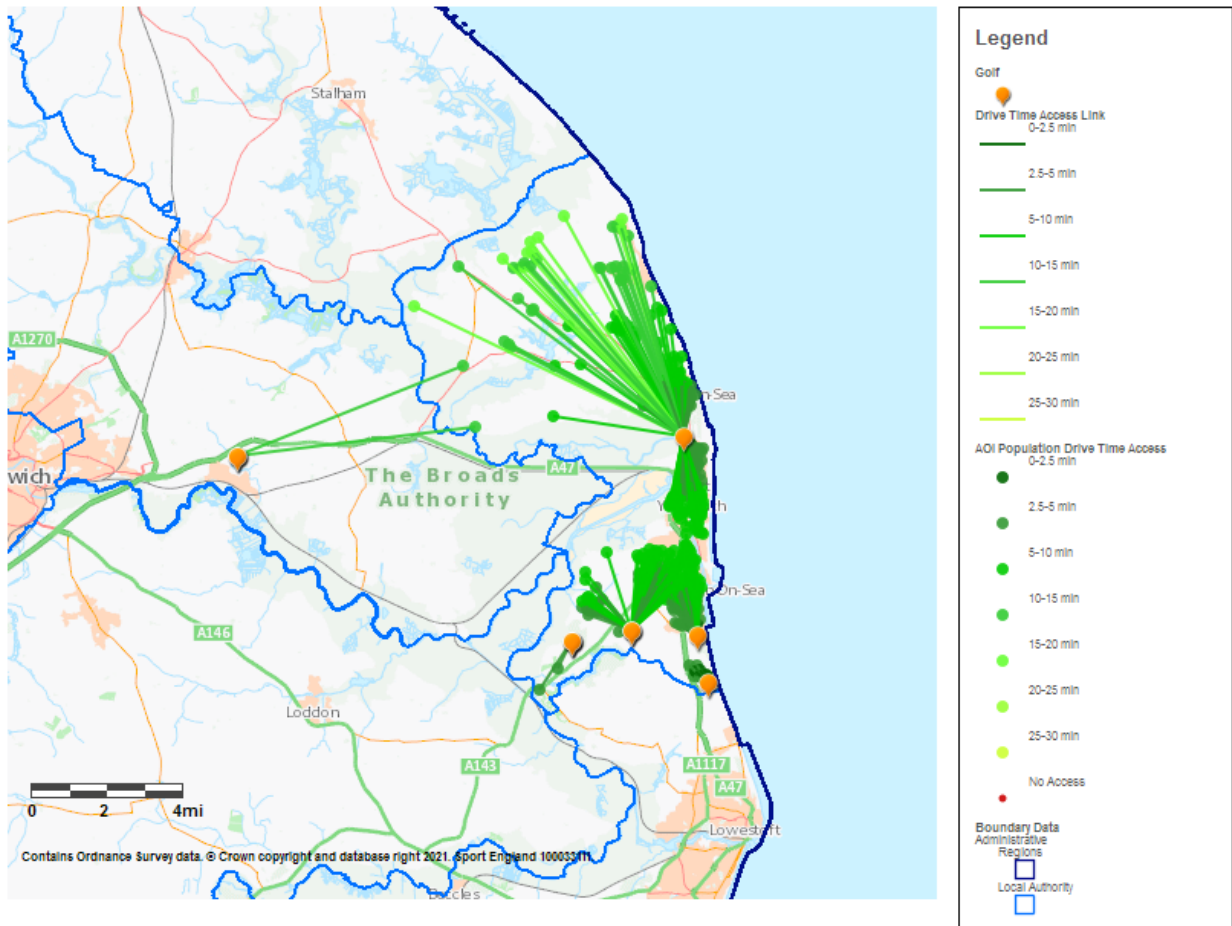 Stalham
A1270
n-Sea
wich
The Broads
Authority
A47
Y
h
On-Sea
A146
Loddon
A143
A1117
A47
Lowestoft
0 2 4mi
Contains Ordnance Survey data. © Crown copyright and database right 2021. Sport England
Legend
Golf
Drive Time Access Link
0-2.5 min
2.5-5 min
5-10 min
10-15 min
15-20 min
20-25 min
25-30 min
AOI Population Drive Time Access
0-2.5 min
2.5-5 min
5-10 min
10-15 min
15-20 min
20-25 min
25-30 min
No Access
Boundary Data
Administrative
Regions
Local Authority